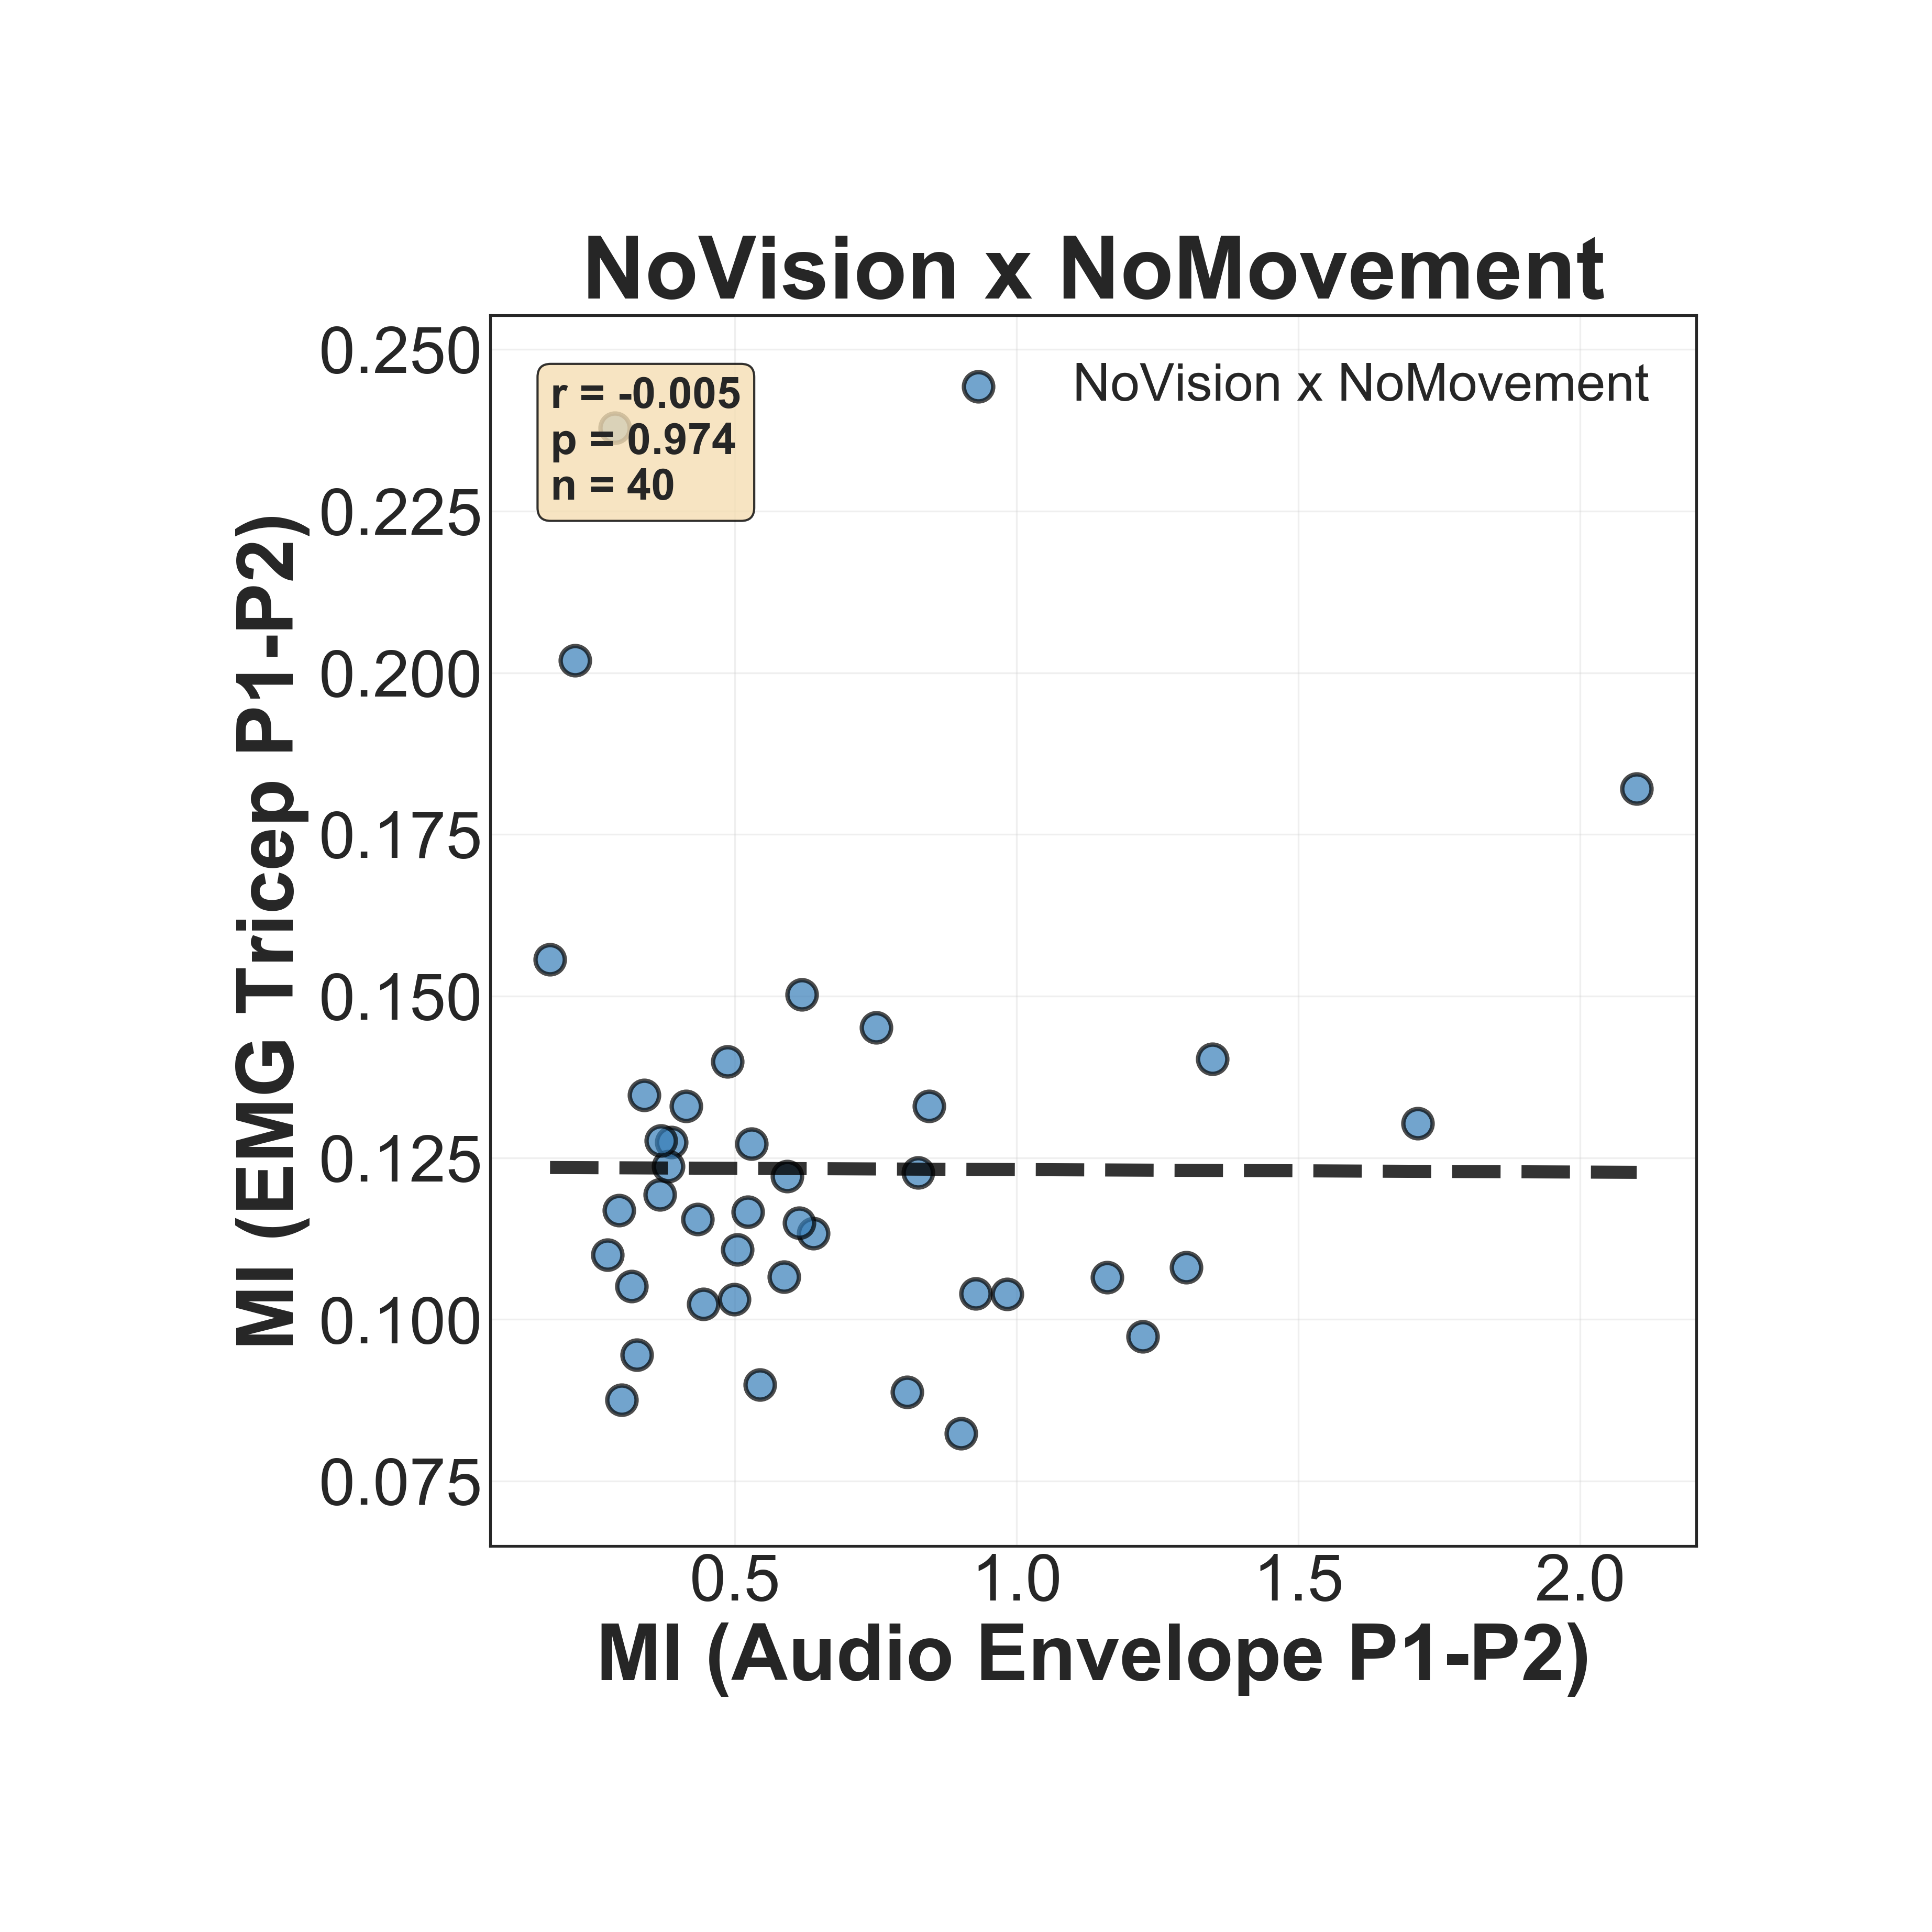 NoVision x NoMovement
r = -0.005
p = 0.974
n = 40
NoVision x NoMovement
0.250
0.225
0.200
0.175
0.150
0.125
0.100
0.075
MI (EMG Tricep P1-P2)
0.5
1.0
1.5
2.0
MI (Audio Envelope P1-P2)